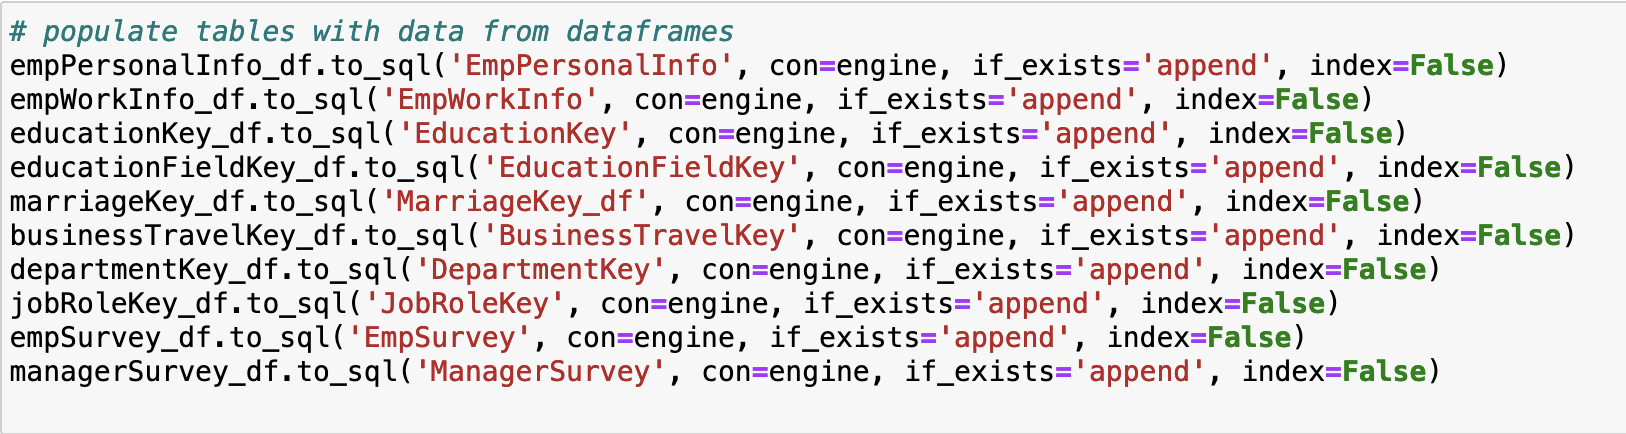 # populate tables with data from dataframes
empPersonalInfo_df.to_sql('EmpPersonalInfo', con=engine, if_exists='append', index=False)
empWorkInfo_df.to_sql('EmpWorkInfo', con=engine, if_exists='append', index=False)
educationKey_df.to_sql('EducationKey', con=engine, if_exists='append', index=False)
educationFieldKey_df.to_sql('EducationFieldKey', con=engine, if_exists='append', index=False)
marriageKey_df.to_sql('MarriageKey_df', con=engine, if_exists='append', index=False)
businessTravelKey_df.to_sql('BusinessTravelKey', con=engine, if_exists='append', index=False)
departmentKey_df.to_sql('DepartmentKey', con=engine, if_exists='append', index=False)
jobRoleKey_df.to_sql('JobRoleKey', con=engine, if_exists='append', index=False)
empSurvey_df.to_sql('EmpSurvey', con=engine, if_exists='append', index=False)
managerSurvey_df.to_sql('ManagerSurvey', con=engine, if_exists='append', index=False)